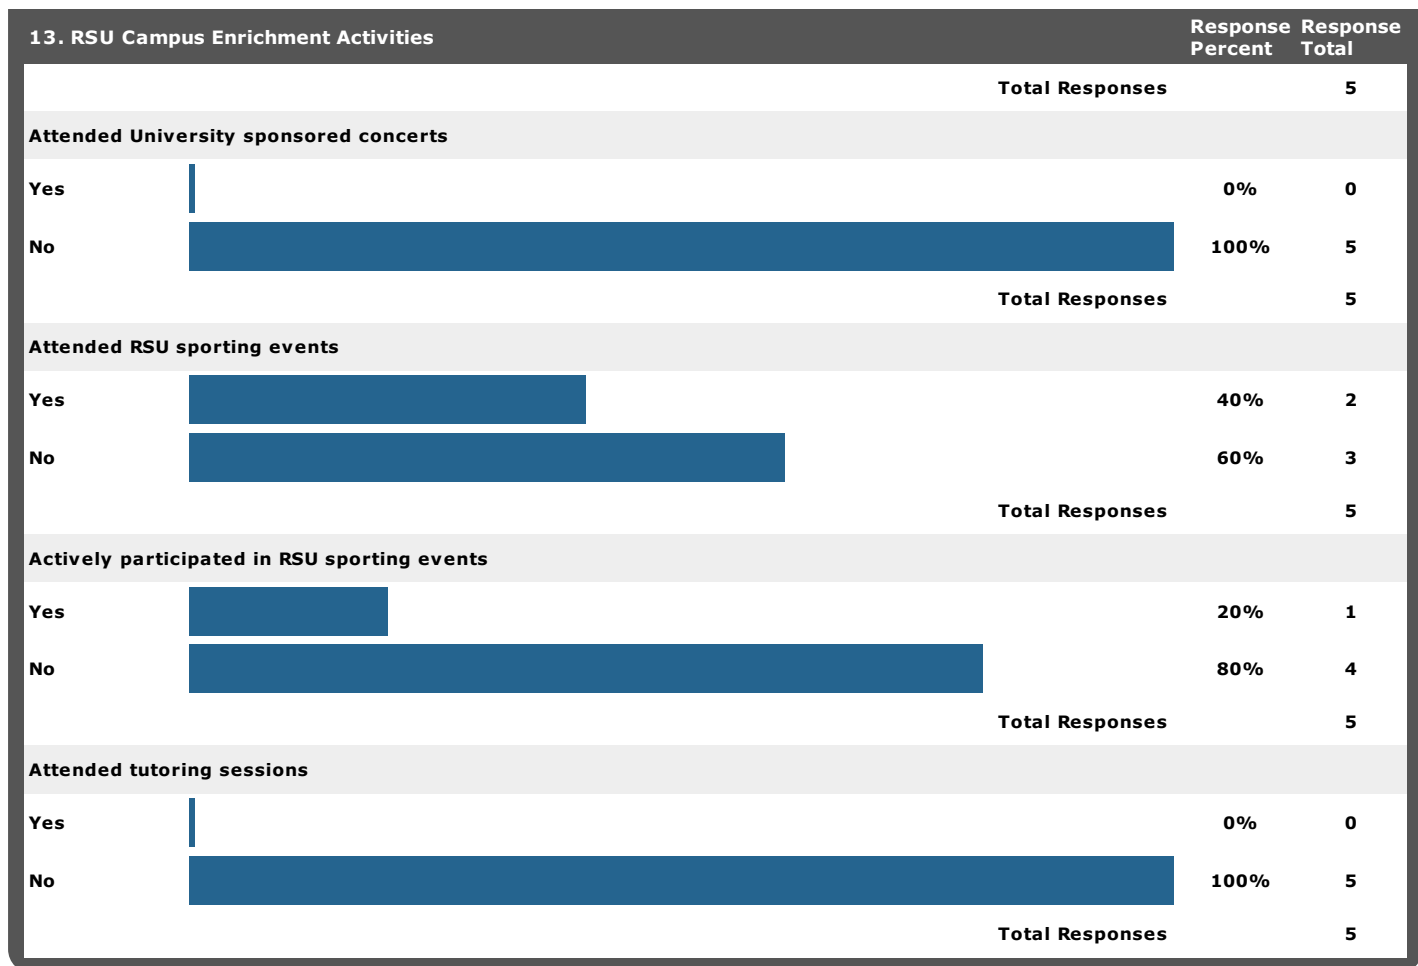 13. RSU Campus Enrichment Activities Response Percent Response Total
Total Responses 5
Attended University sponsored concerts
Yes 0% 0
No 100% 5
Total Responses 5
Attended RSU sporting events
Yes 40% 2
No 60% 3
Total Responses 5
Actively participated in RSU sporting events
Yes 20% 1
No 80% 4
Total Responses 5
Attended tutoring sessions
Yes 0% 0
No 100% 5
Total Responses 5